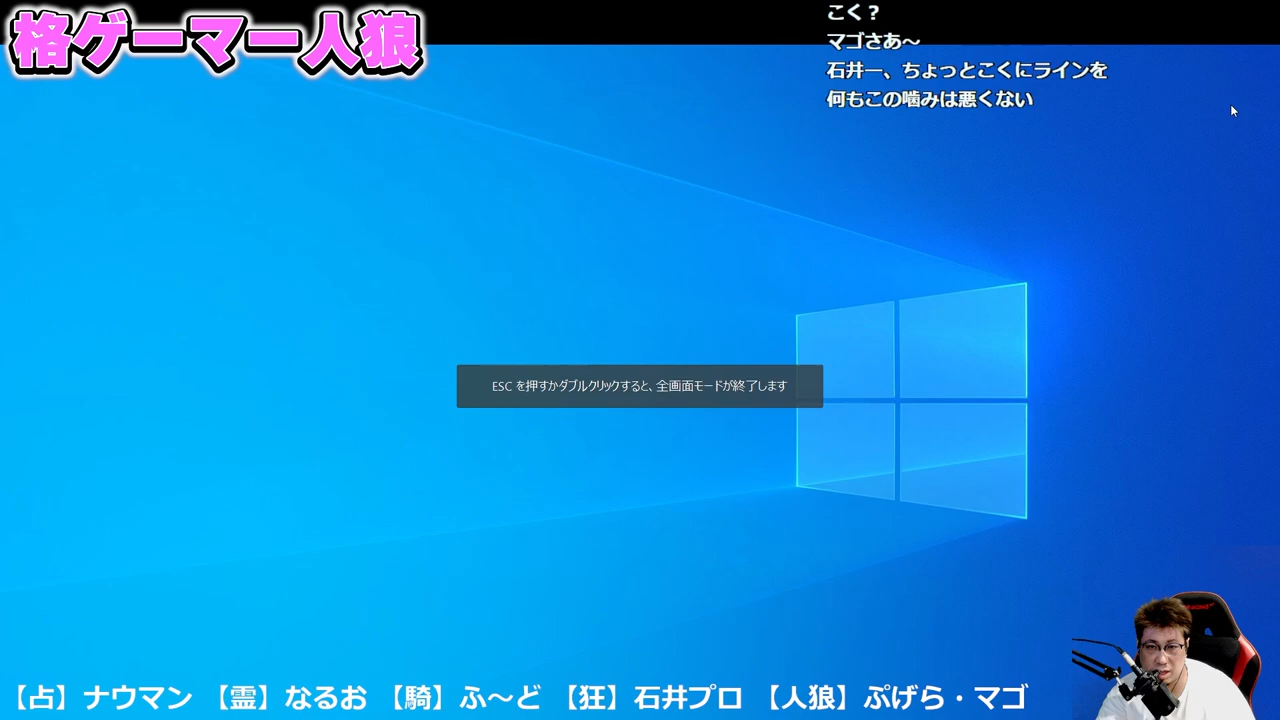 格ゲーマー人狼
こく？
マゴさあ～
石井一、ちょっとこくにラインを
何もこの噛みは悪くない
ESC を押すかダブルクリックすると、全画面モードが終了します
【占】ナウマン 【霊】なるお 【騎】ふ～ど 【狂】石井プロ 【人狼】ぷげら・マゴ